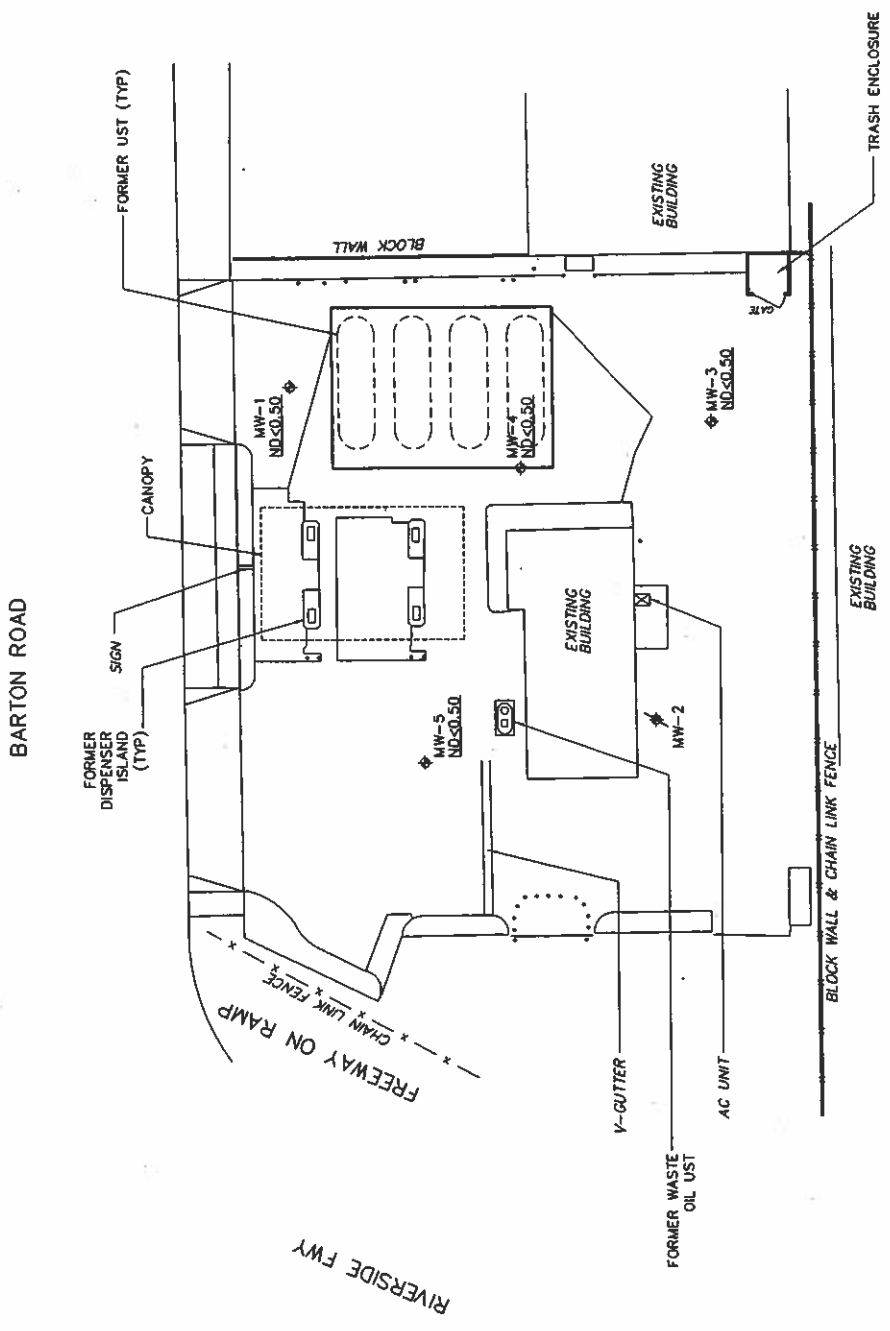 BARTON ROAD
FORMER
DISPENSER
ISLAND
(TYP)
SIGN
CANOPY
FORMER UST (TYP)
MW-1
ND<0.50
BLOCK WALL
MW-4
ND<0.50
EXISTING
BUILDING
MW-5
ND<0.50
EXISTING
BUILDING
MW-3
ND<0.50
GATE
MW-2
TRASH ENCLOSURE
EXISTING
BUILDING
BLOCK WALL & CHAIN LINK FENCE
CHAIN LINK FENCE
FREEWAY ON RAMP
RIVERSIDE FWY
V-GUTTER
AC UNIT
FORMER WASTE
OIL UST